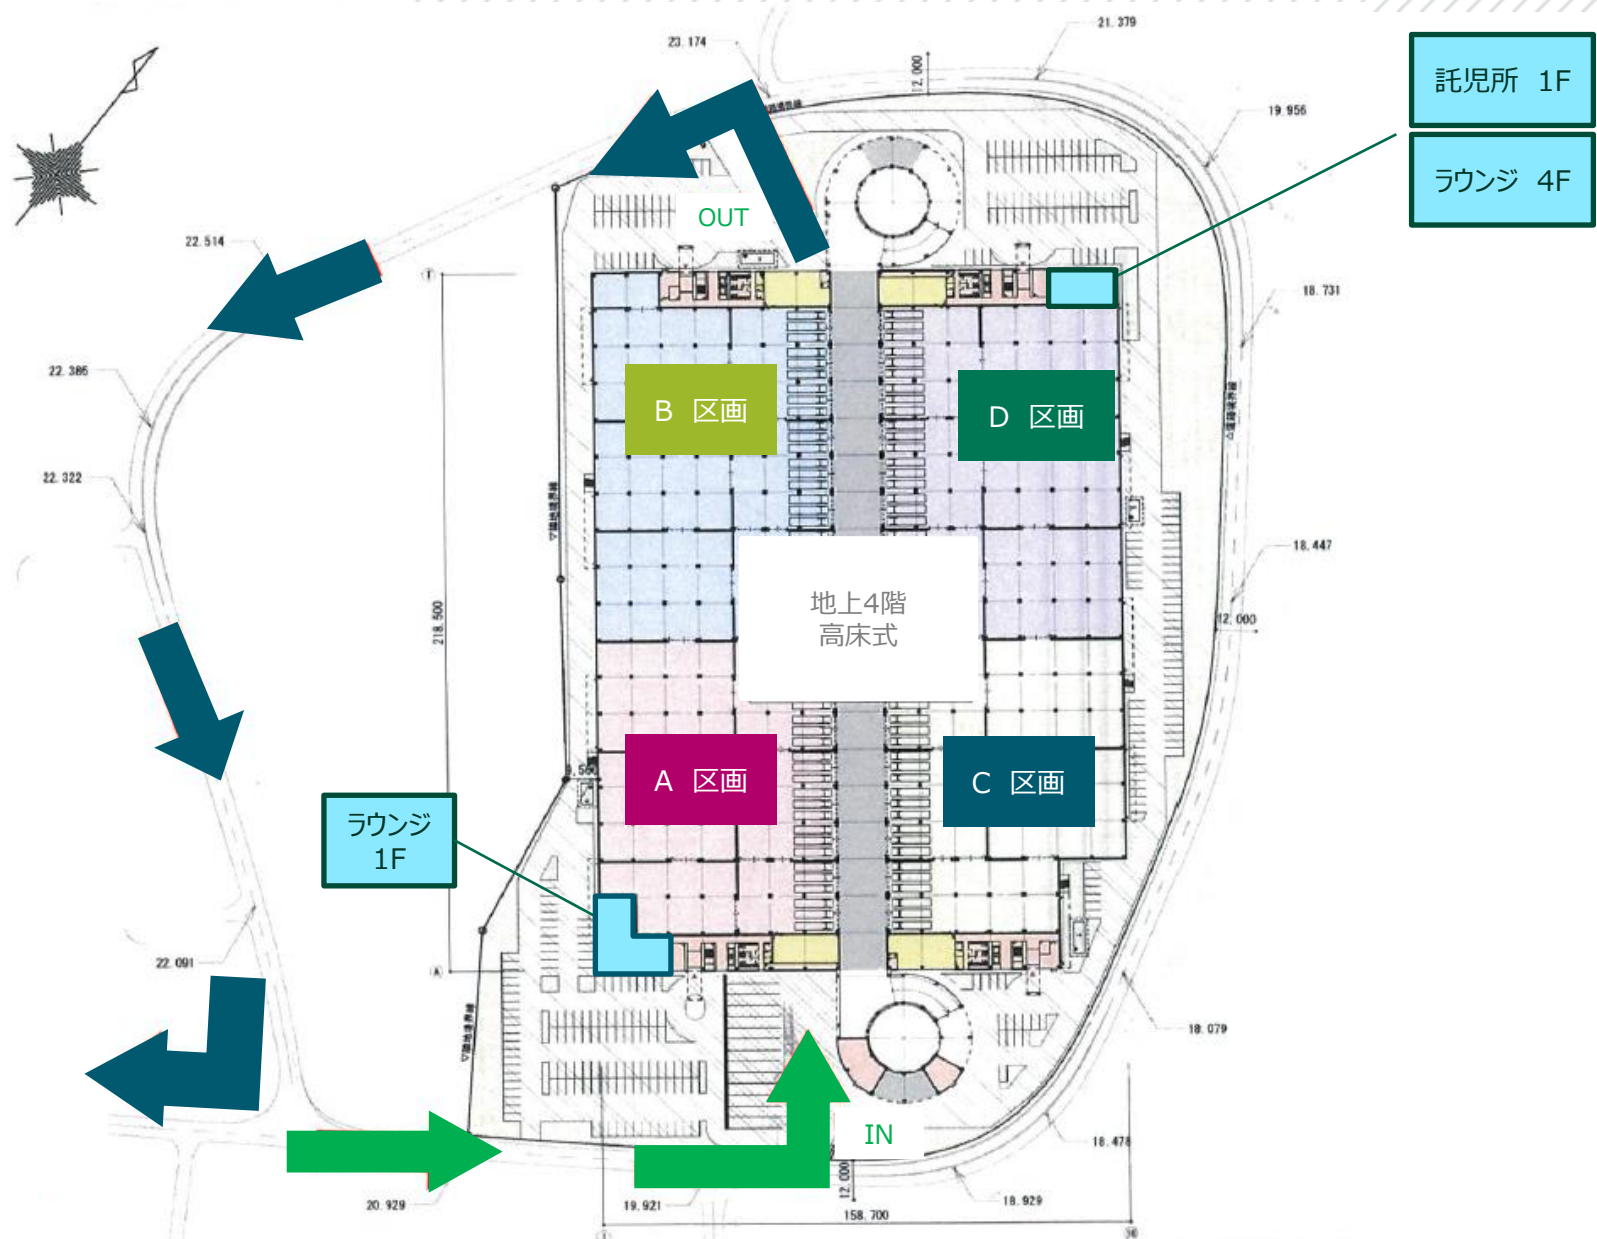 21.379
23.174
12,000
託児所 1F
19.956
ラウンジ 4F
OUT
22.514
18.731
22.386
B 区画
D 区画
22.322
18.447
地上4階
高床式
218.500
12,000
A 区画
C 区画
ラウンジ
1F
22.091
18.079
IN
18.478
20.929
19.921
12.000
18.929
158.700